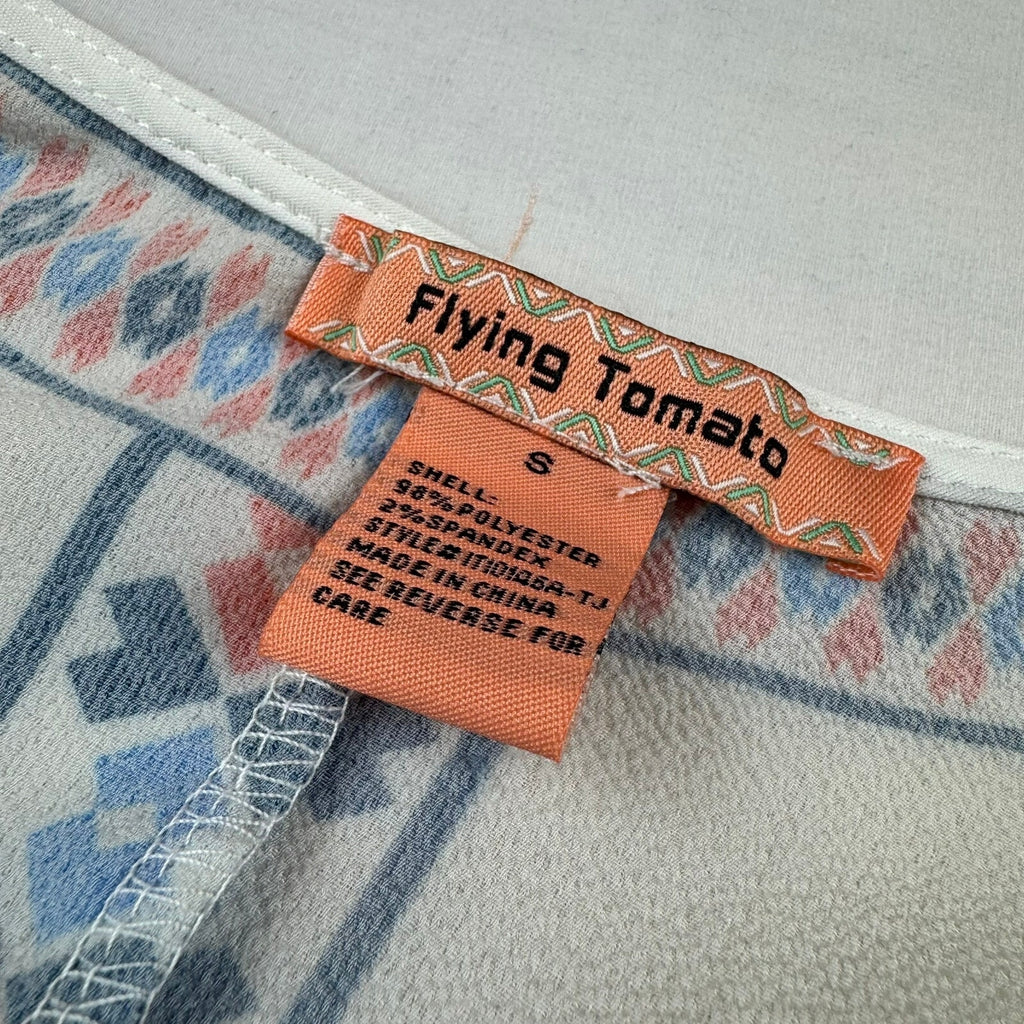 Flying Tomato
S
SHELL:
98%POLYESTER
2%SPANDEX
MADE IN CHINA
SEE REVERSE FOR
CARE